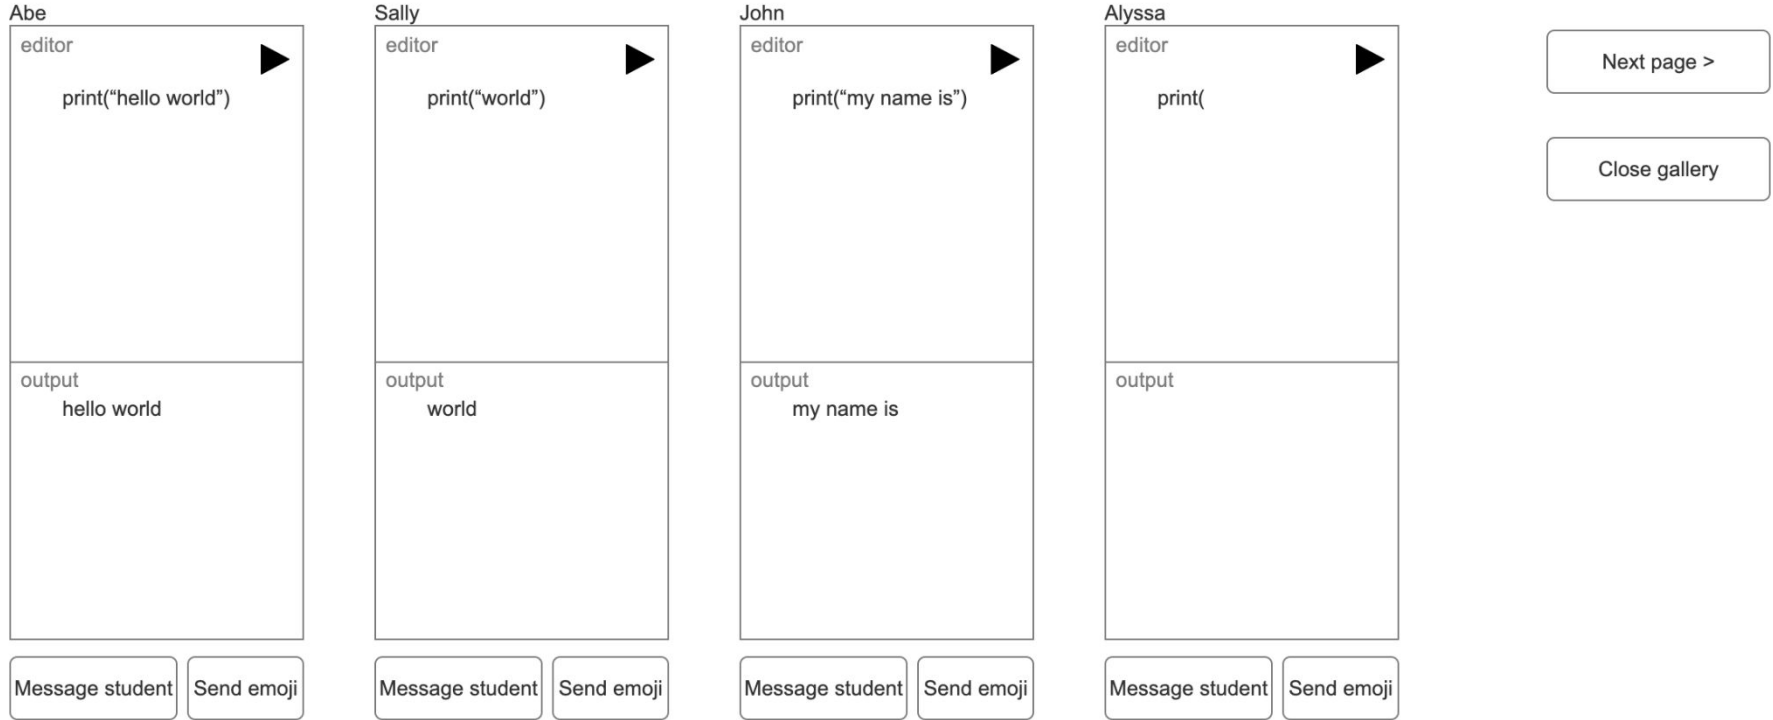 Abe
editor
print(“hello world”)
output
hello world
Message student
Send emoji
Sally
editor
print(“world”)
output
world
Message student
Send emoji
John
editor
print(“my name is”)
output
my name is
Message student
Send emoji
Alyssa
editor
print(
output
Message student
Send emoji
Next page >
Close gallery